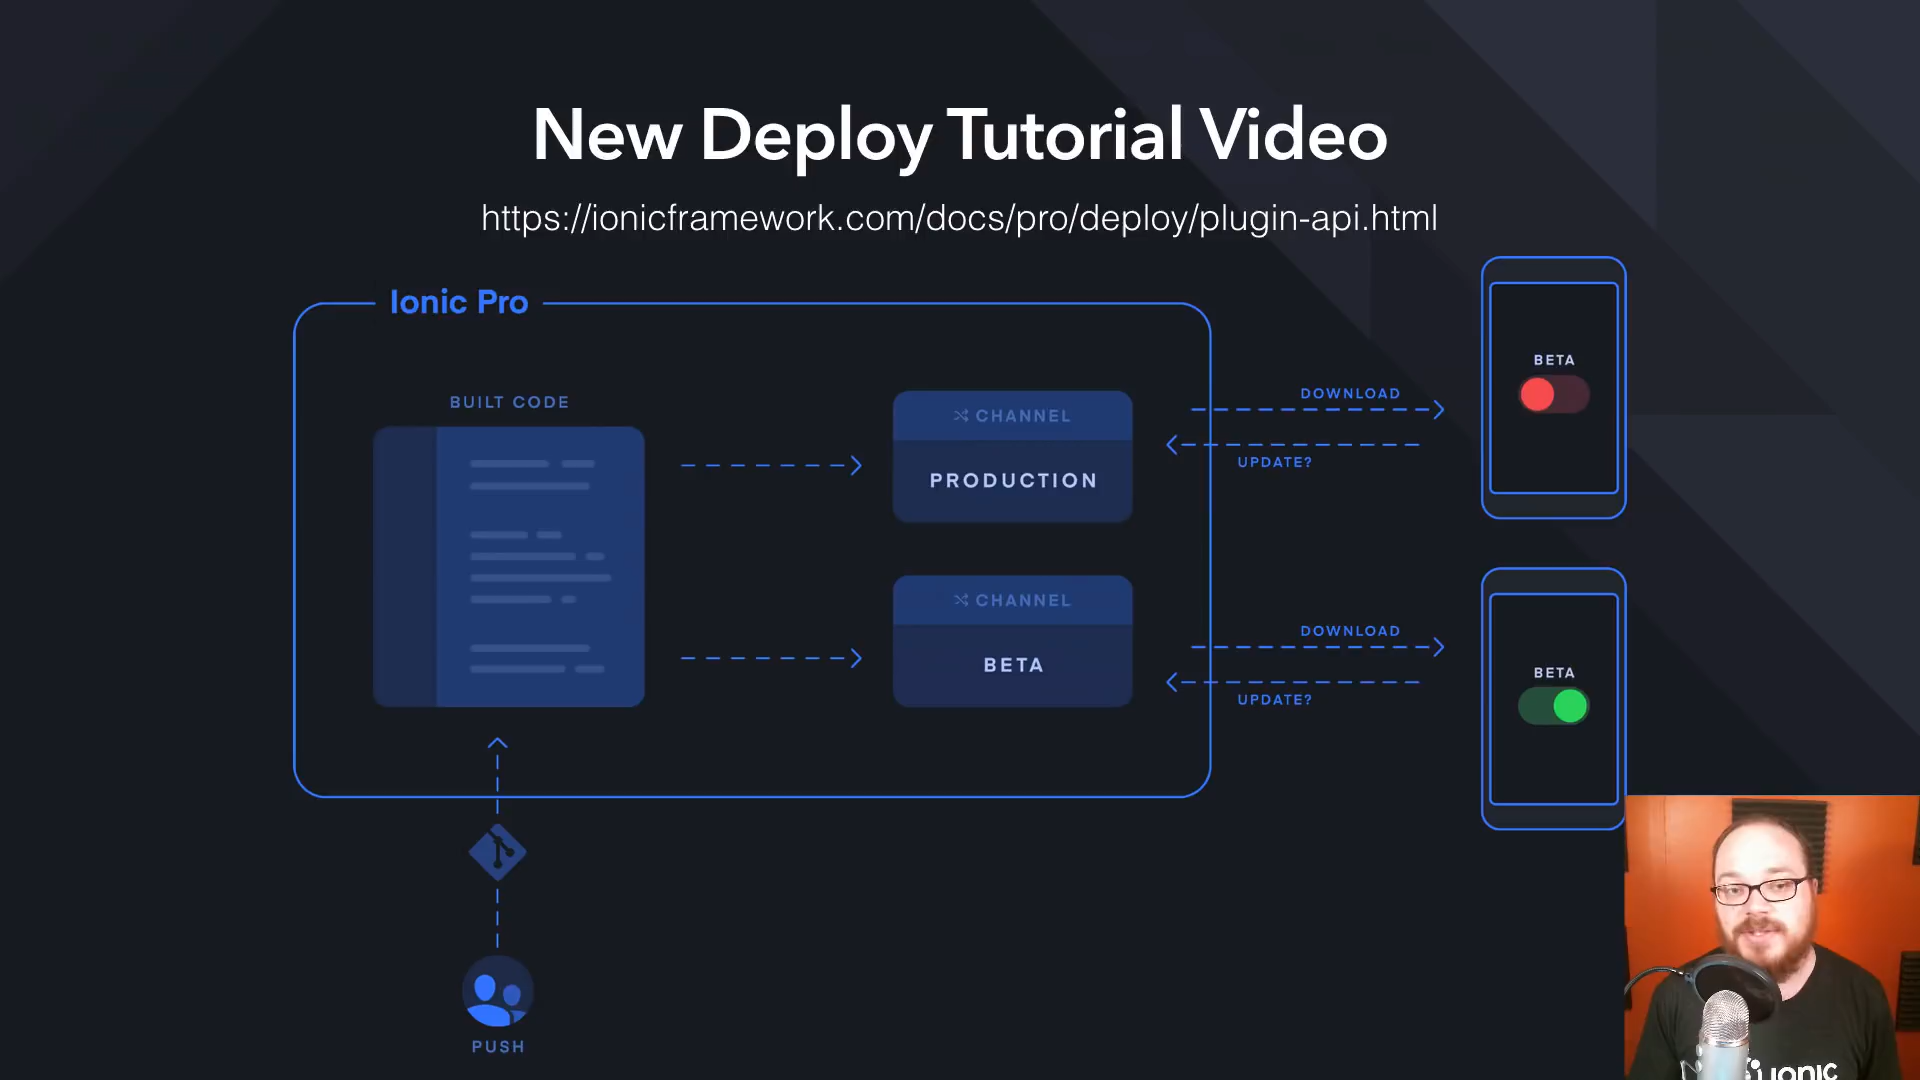 New Deploy Tutorial Video
https://ionicframework.com/docs/pro/deploy/plugin-api.html
Ionic Pro
BUILT CODE
CHANNEL
PRODUCTION
CHANNEL
BETA
DOWNLOAD
UPDATE?
DOWNLOAD
UPDATE?
BETA
BETA
PUSH
ionic